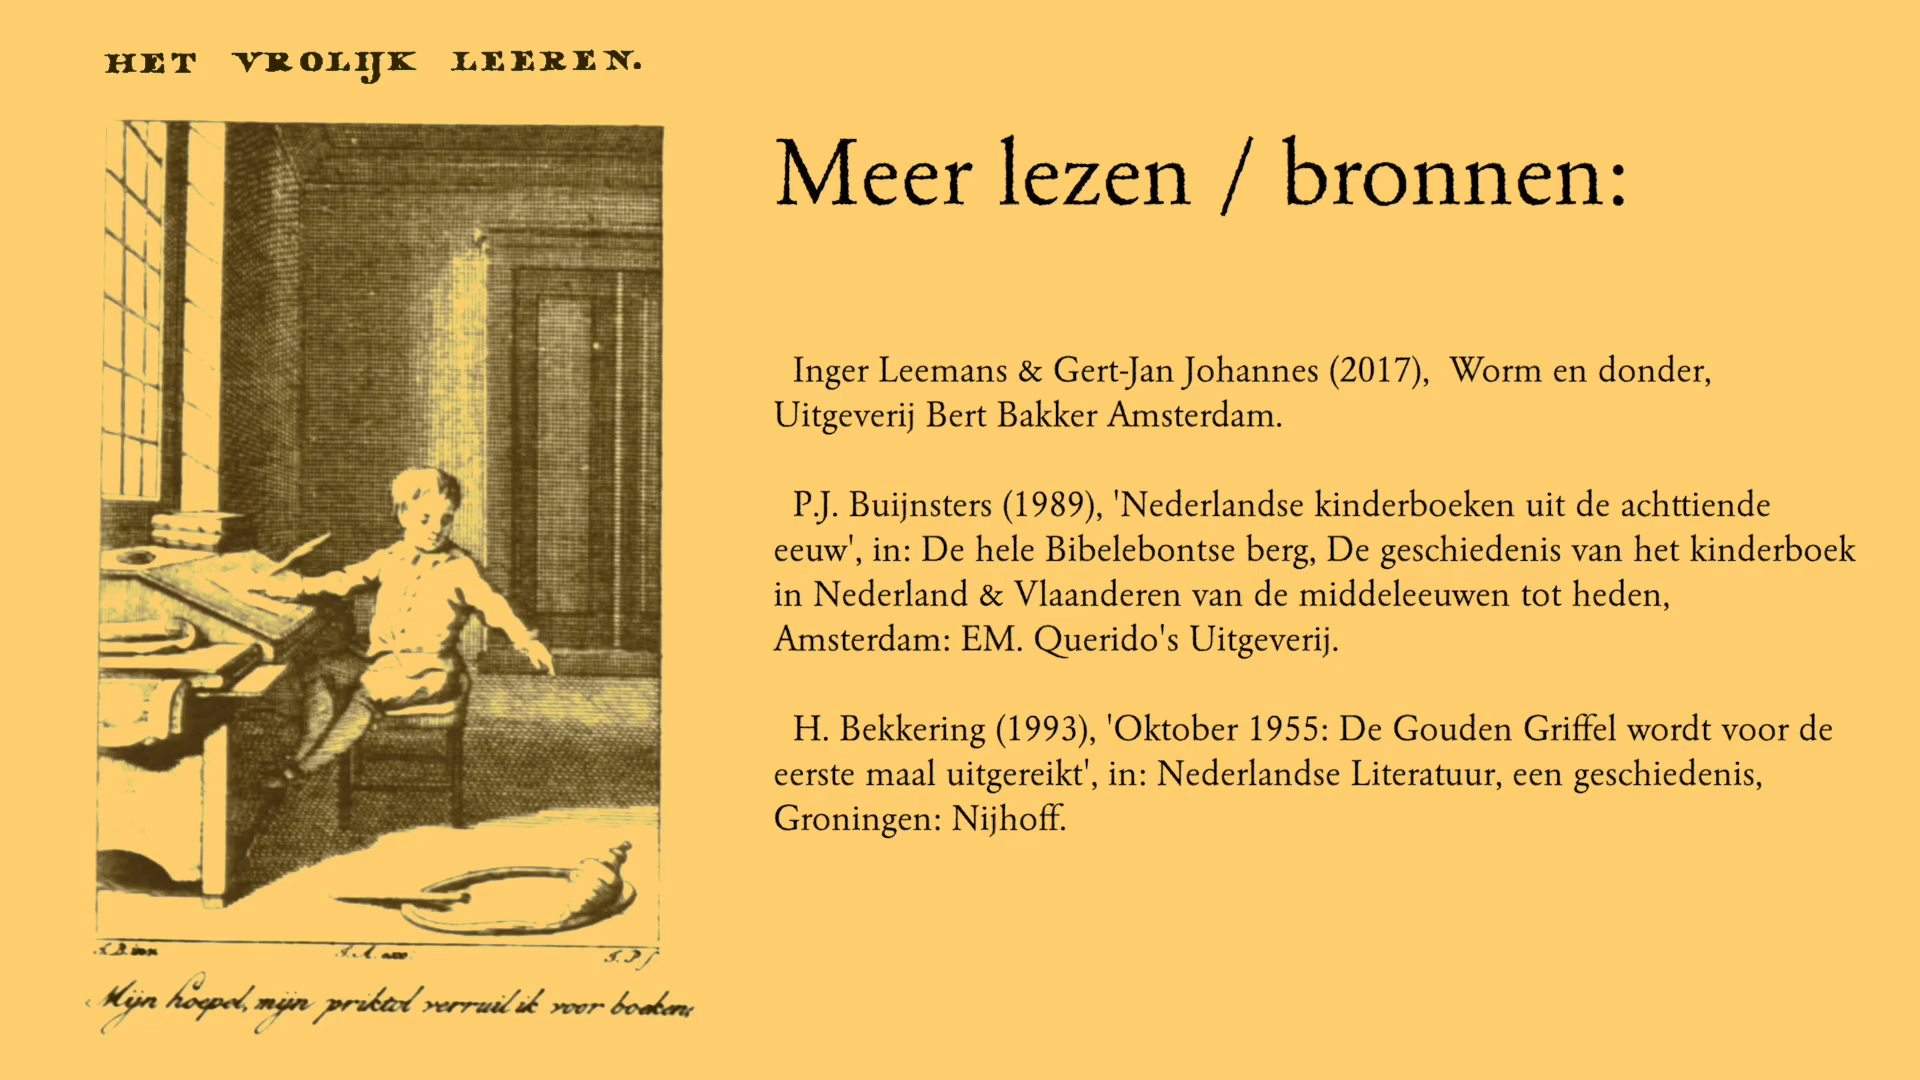 HET VROLIJK LEEREN.
Mijn hoepel, mijn priktol verruil ik voor boeken;
Meer lezen / bronnen:
Inger Leemans & Gert-Jan Johannes (2017), Worm en donder,
Uitgeverij Bert Bakker Amsterdam.
P.J. Buijnsters (1989), 'Nederlandse kinderboeken uit de achttiende
eeuw', in: De hele Bibelebontse berg, De geschiedenis van het kinderboek
in Nederland & Vlaanderen van de middeleeuwen tot heden,
Amsterdam: EM. Querido's Uitgeverij.
H. Bekkering (1993), 'Oktober 1955: De Gouden Griffel wordt voor de
eerste maal uitgereikt', in: Nederlandse Literatuur, een geschiedenis,
Groningen: Nijhoff.